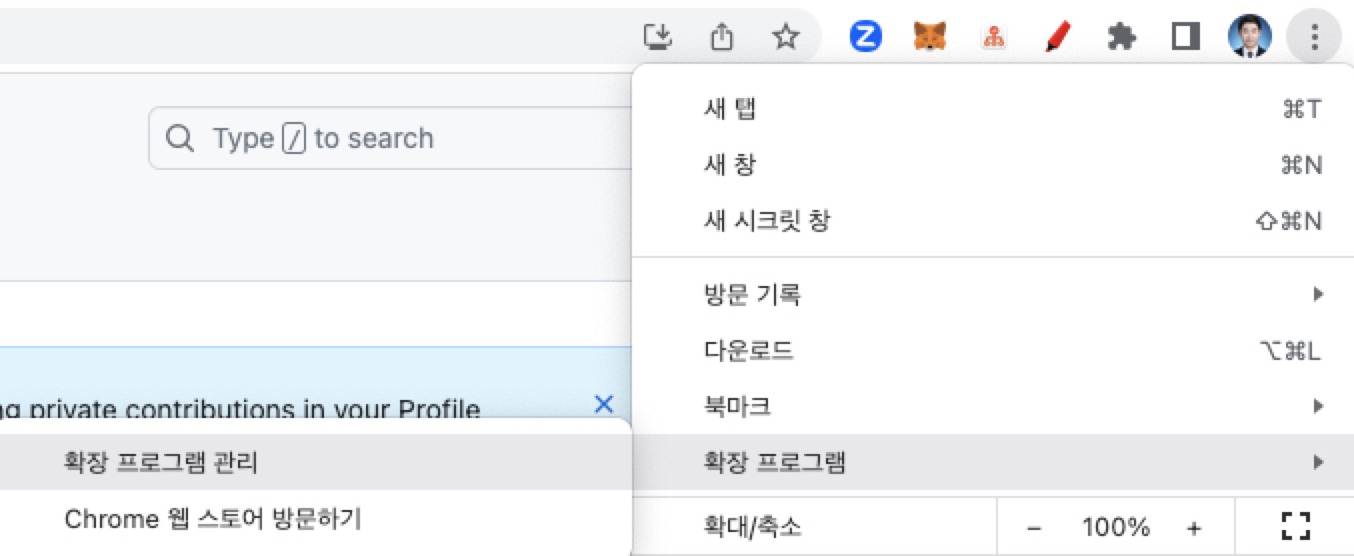 Z
Type / to search
새 탭 ⌘T
새 창 ⌘N
새 시크릿 창 ⇧⌘N
방문 기록
다운로드 ⌥⌘L
북마크
ng private contributions in your Profile
확장 프로그램 관리
확장 프로그램
Chrome 웹 스토어 방문하기
확대/축소 − 100% +